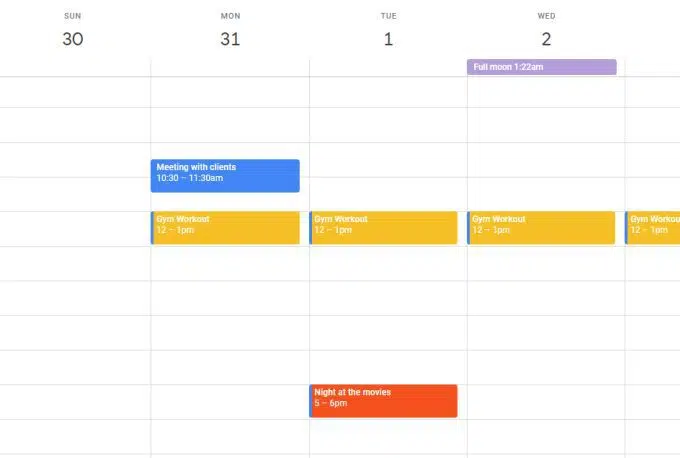 SUN MON TUE WED
30 31 1 2
Full moon 1:22am
Meeting with clients
10:30 – 11:30am
Gym Workout
12 – 1pm
Gym Workout
12 – 1pm
Gym Workout
12 – 1pm
Gym Workou
12 – 1pm
Night at the movies
5 – 6pm